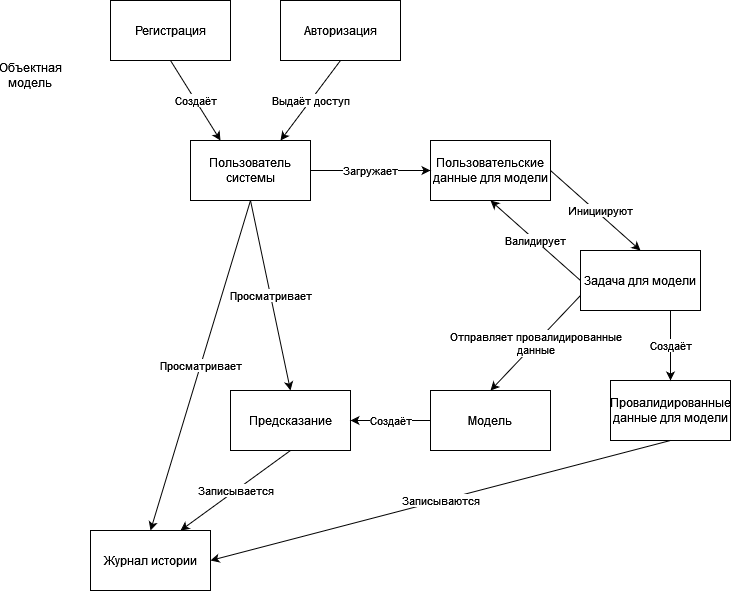 Регистрация
Авторизация
Объектная
модель
Создаёт
Выдаёт доступ
Пользователь
системы
Загружает
Пользовательские
данные для модели
Инициируют
Валидирует
Задача для модели
Просматривает
Отправляет провалидированные
данные
Создаёт
Просматривает
Предсказание
Создаёт
Модель
Провалидированные
данные для модели
Записывается
Записываются
Журнал истории